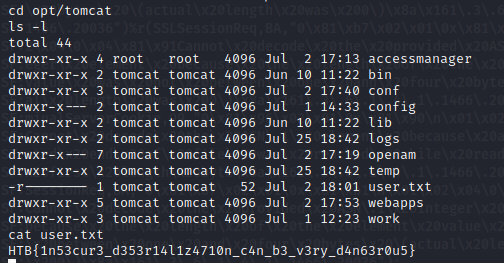 cd opt/tomcat
ls -l
total 44
drwxr-xr-x 4 root   root   4096 Jul  2 17:13 accessmanager
drwxr-xr-x 2 tomcat tomcat 4096 Jun 10 11:22 bin
drwxr-xr-x 3 tomcat tomcat 4096 Jul  2 17:40 conf
drwxr-x--- 2 tomcat tomcat 4096 Jul  1 14:33 config
drwxr-xr-x 2 tomcat tomcat 4096 Jun 10 11:22 lib
drwxr-xr-x 2 tomcat tomcat 4096 Jul 25 18:42 logs
drwxr-x--- 7 tomcat tomcat 4096 Jul  2 17:19 openam
drwxr-xr-x 2 tomcat tomcat 4096 Jul 25 18:42 temp
-r-------- 1 tomcat tomcat   52 Jul  2 18:01 user.txt
drwxr-xr-x 5 tomcat tomcat 4096 Jul  2 17:53 webapps
drwxr-xr-x 3 tomcat tomcat 4096 Jul  1 12:23 work
cat user.txt
HTB{1n53cur3_d353r14l1z4710n_c4n_b3_v3ry_d4n63r0u5}